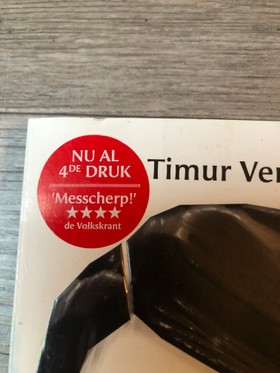 NU AL
4DE DRUK
'Messcherp!'
★★★★
de Volkskrant
Timur Ver